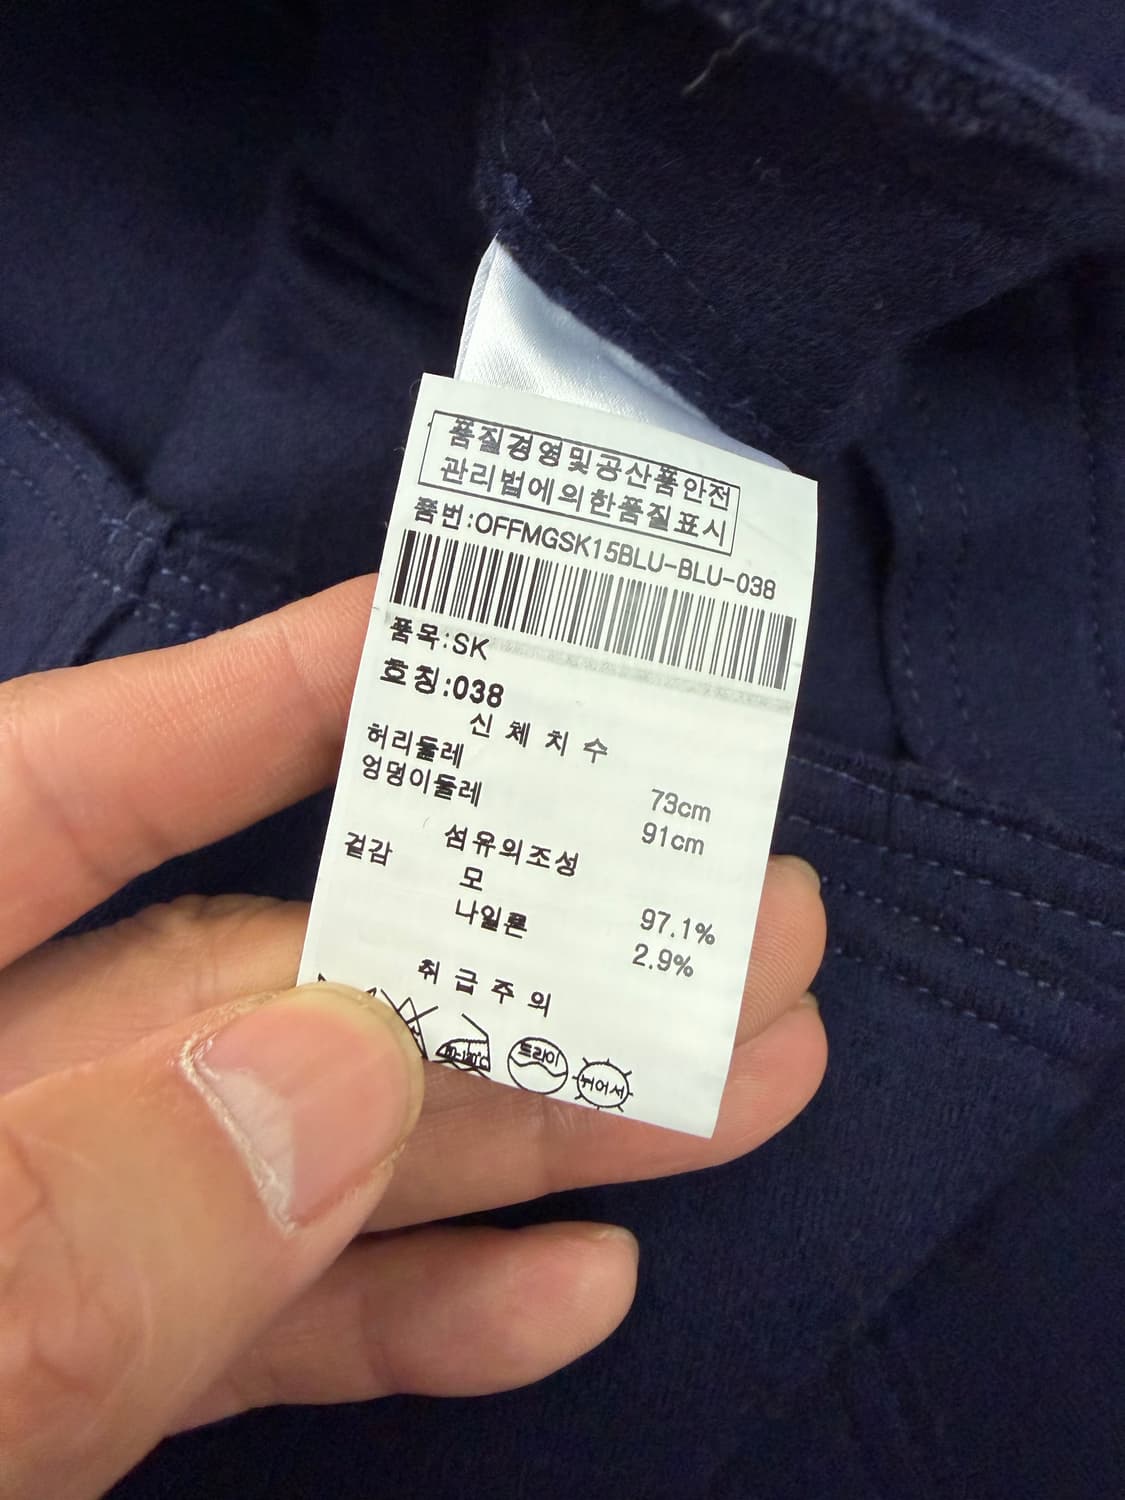 품질경영및공산품안전
관리법에의한품질표시
품번:OFFMGSK15BLU-BLU-038
품목:SK
호칭:038
신 체 치 수
허리둘레 73cm
엉덩이둘레 91cm
섬유의조성
겉감 모 97.1%
나일론 2.9%
취 급 주 의
드라이
뉘어서